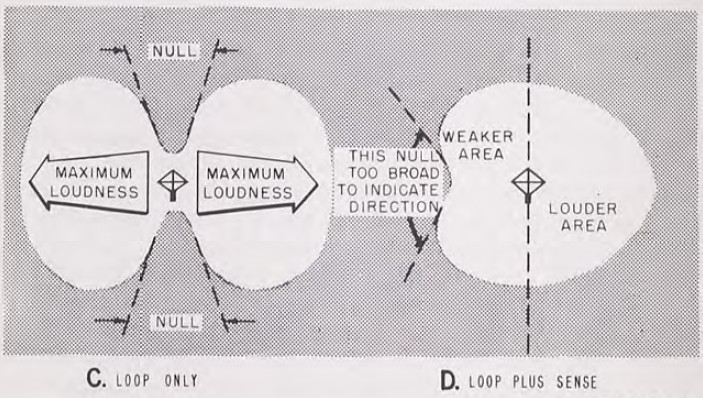 NULL
MAXIMUM
LOUDNESS
MAXIMUM
LOUDNESS
NULL
C. LOOP ONLY
WEAKER
AREA
THIS NULL
TOO BROAD
TO INDICATE
DIRECTION
LOUDER
AREA
D. LOOP PLUS SENSE